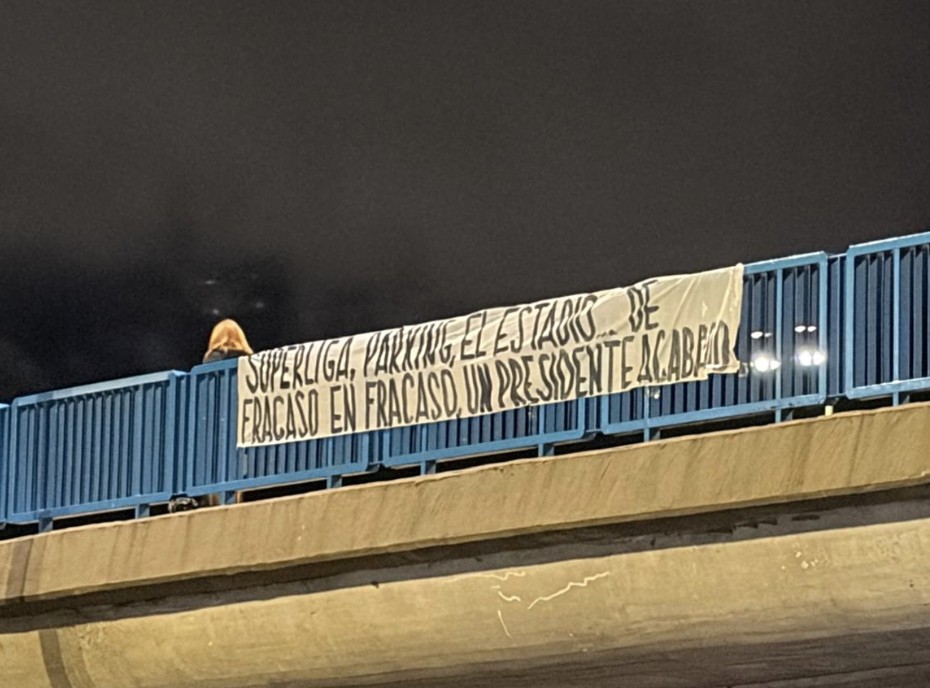 SUPERLIGA, PARKING, EL ESTADIO... DE
FRACASO EN FRACASO, UN PRESIDENTE ACABADO